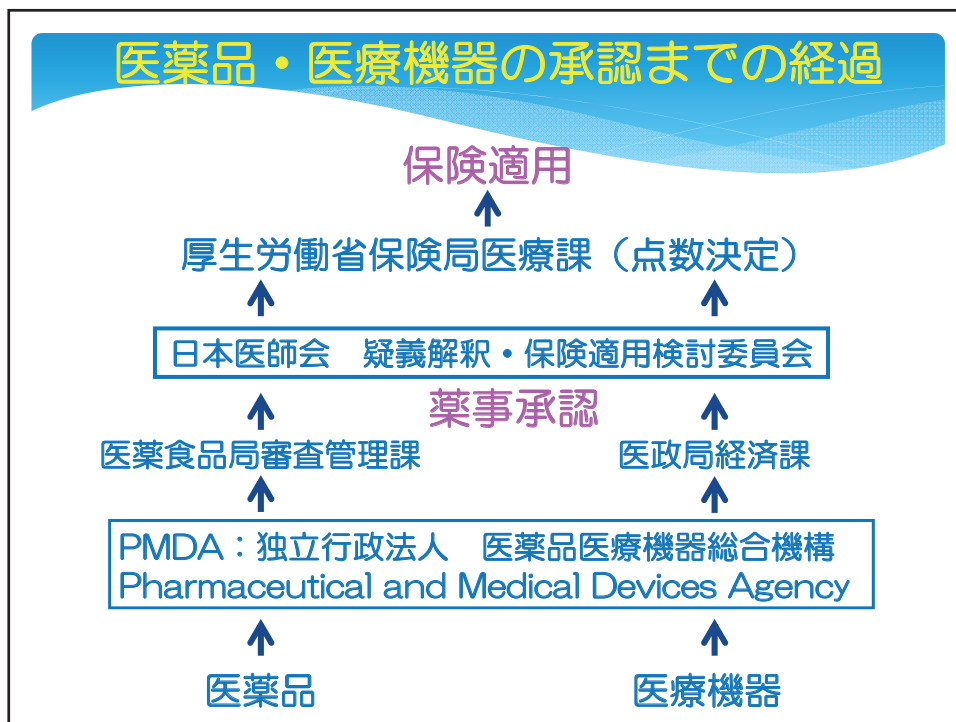 医薬品・医療機器の承認までの経過
保険適用
厚生労働省保険局医療課（点数決定）
日本医師会　疑義解釈・保険適用検討委員会
薬事承認
医薬食品局審査管理課
医政局経済課
PMDA：独立行政法人　医薬品医療機器総合機構
Pharmaceutical and Medical Devices Agency
医薬品
医療機器